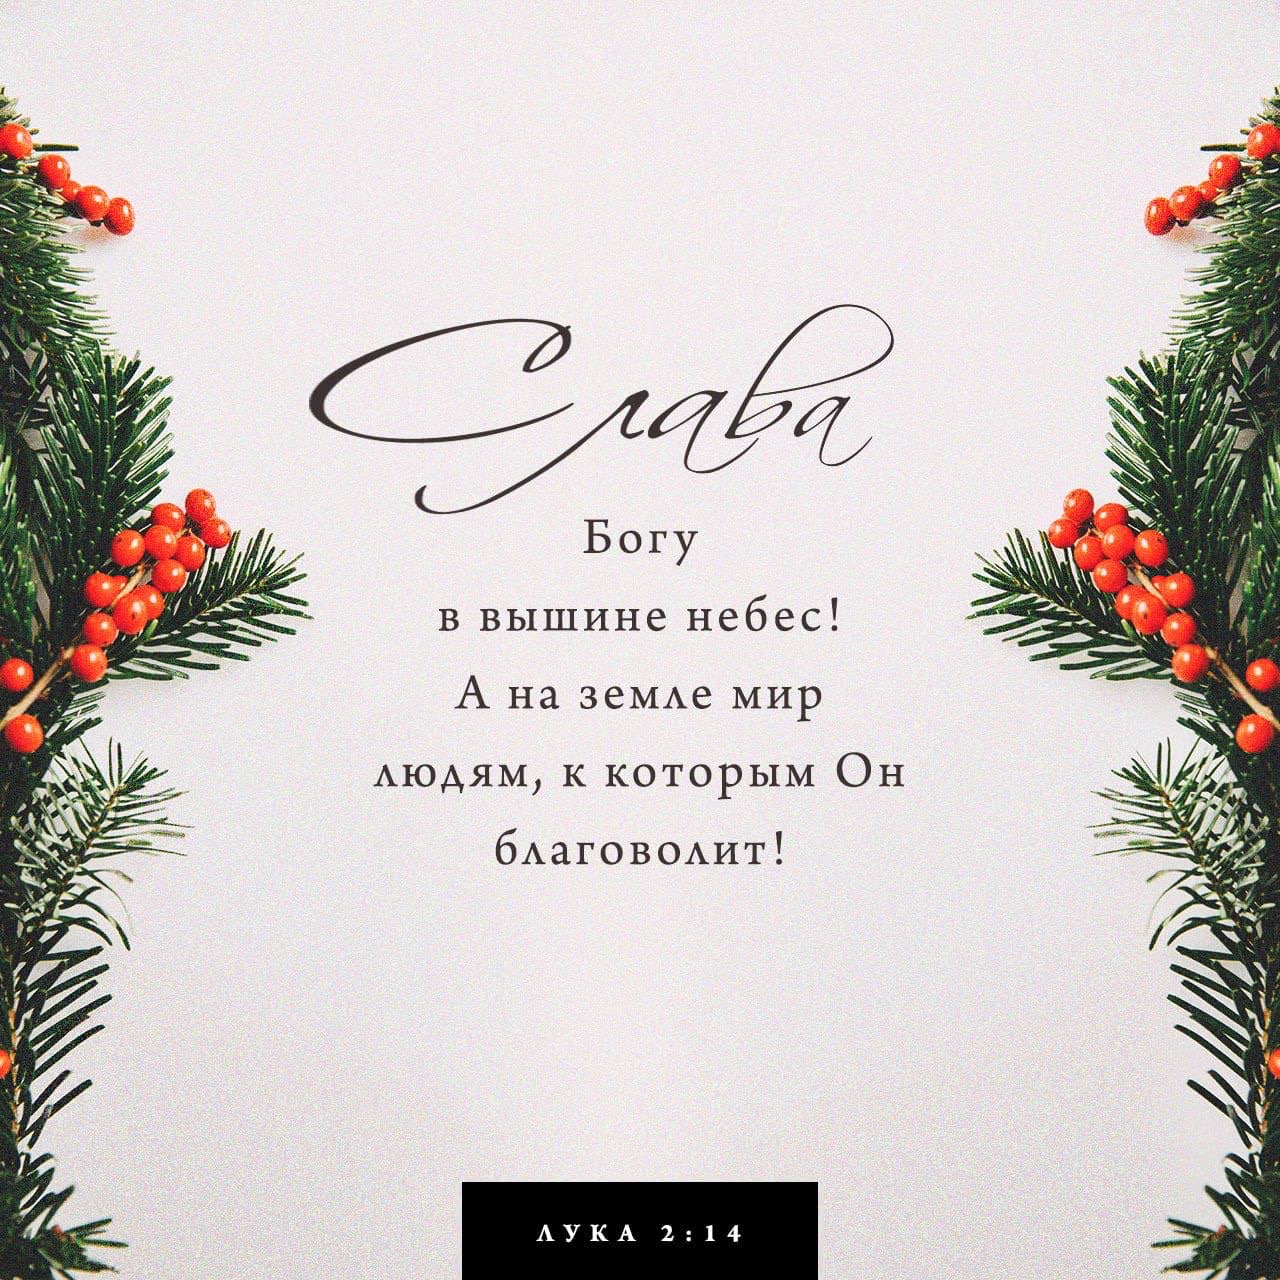 Слава
Богу
в вышине небес!
А на земле мир
людям, к которым Он
благоволит!
ЛУКА 2:14